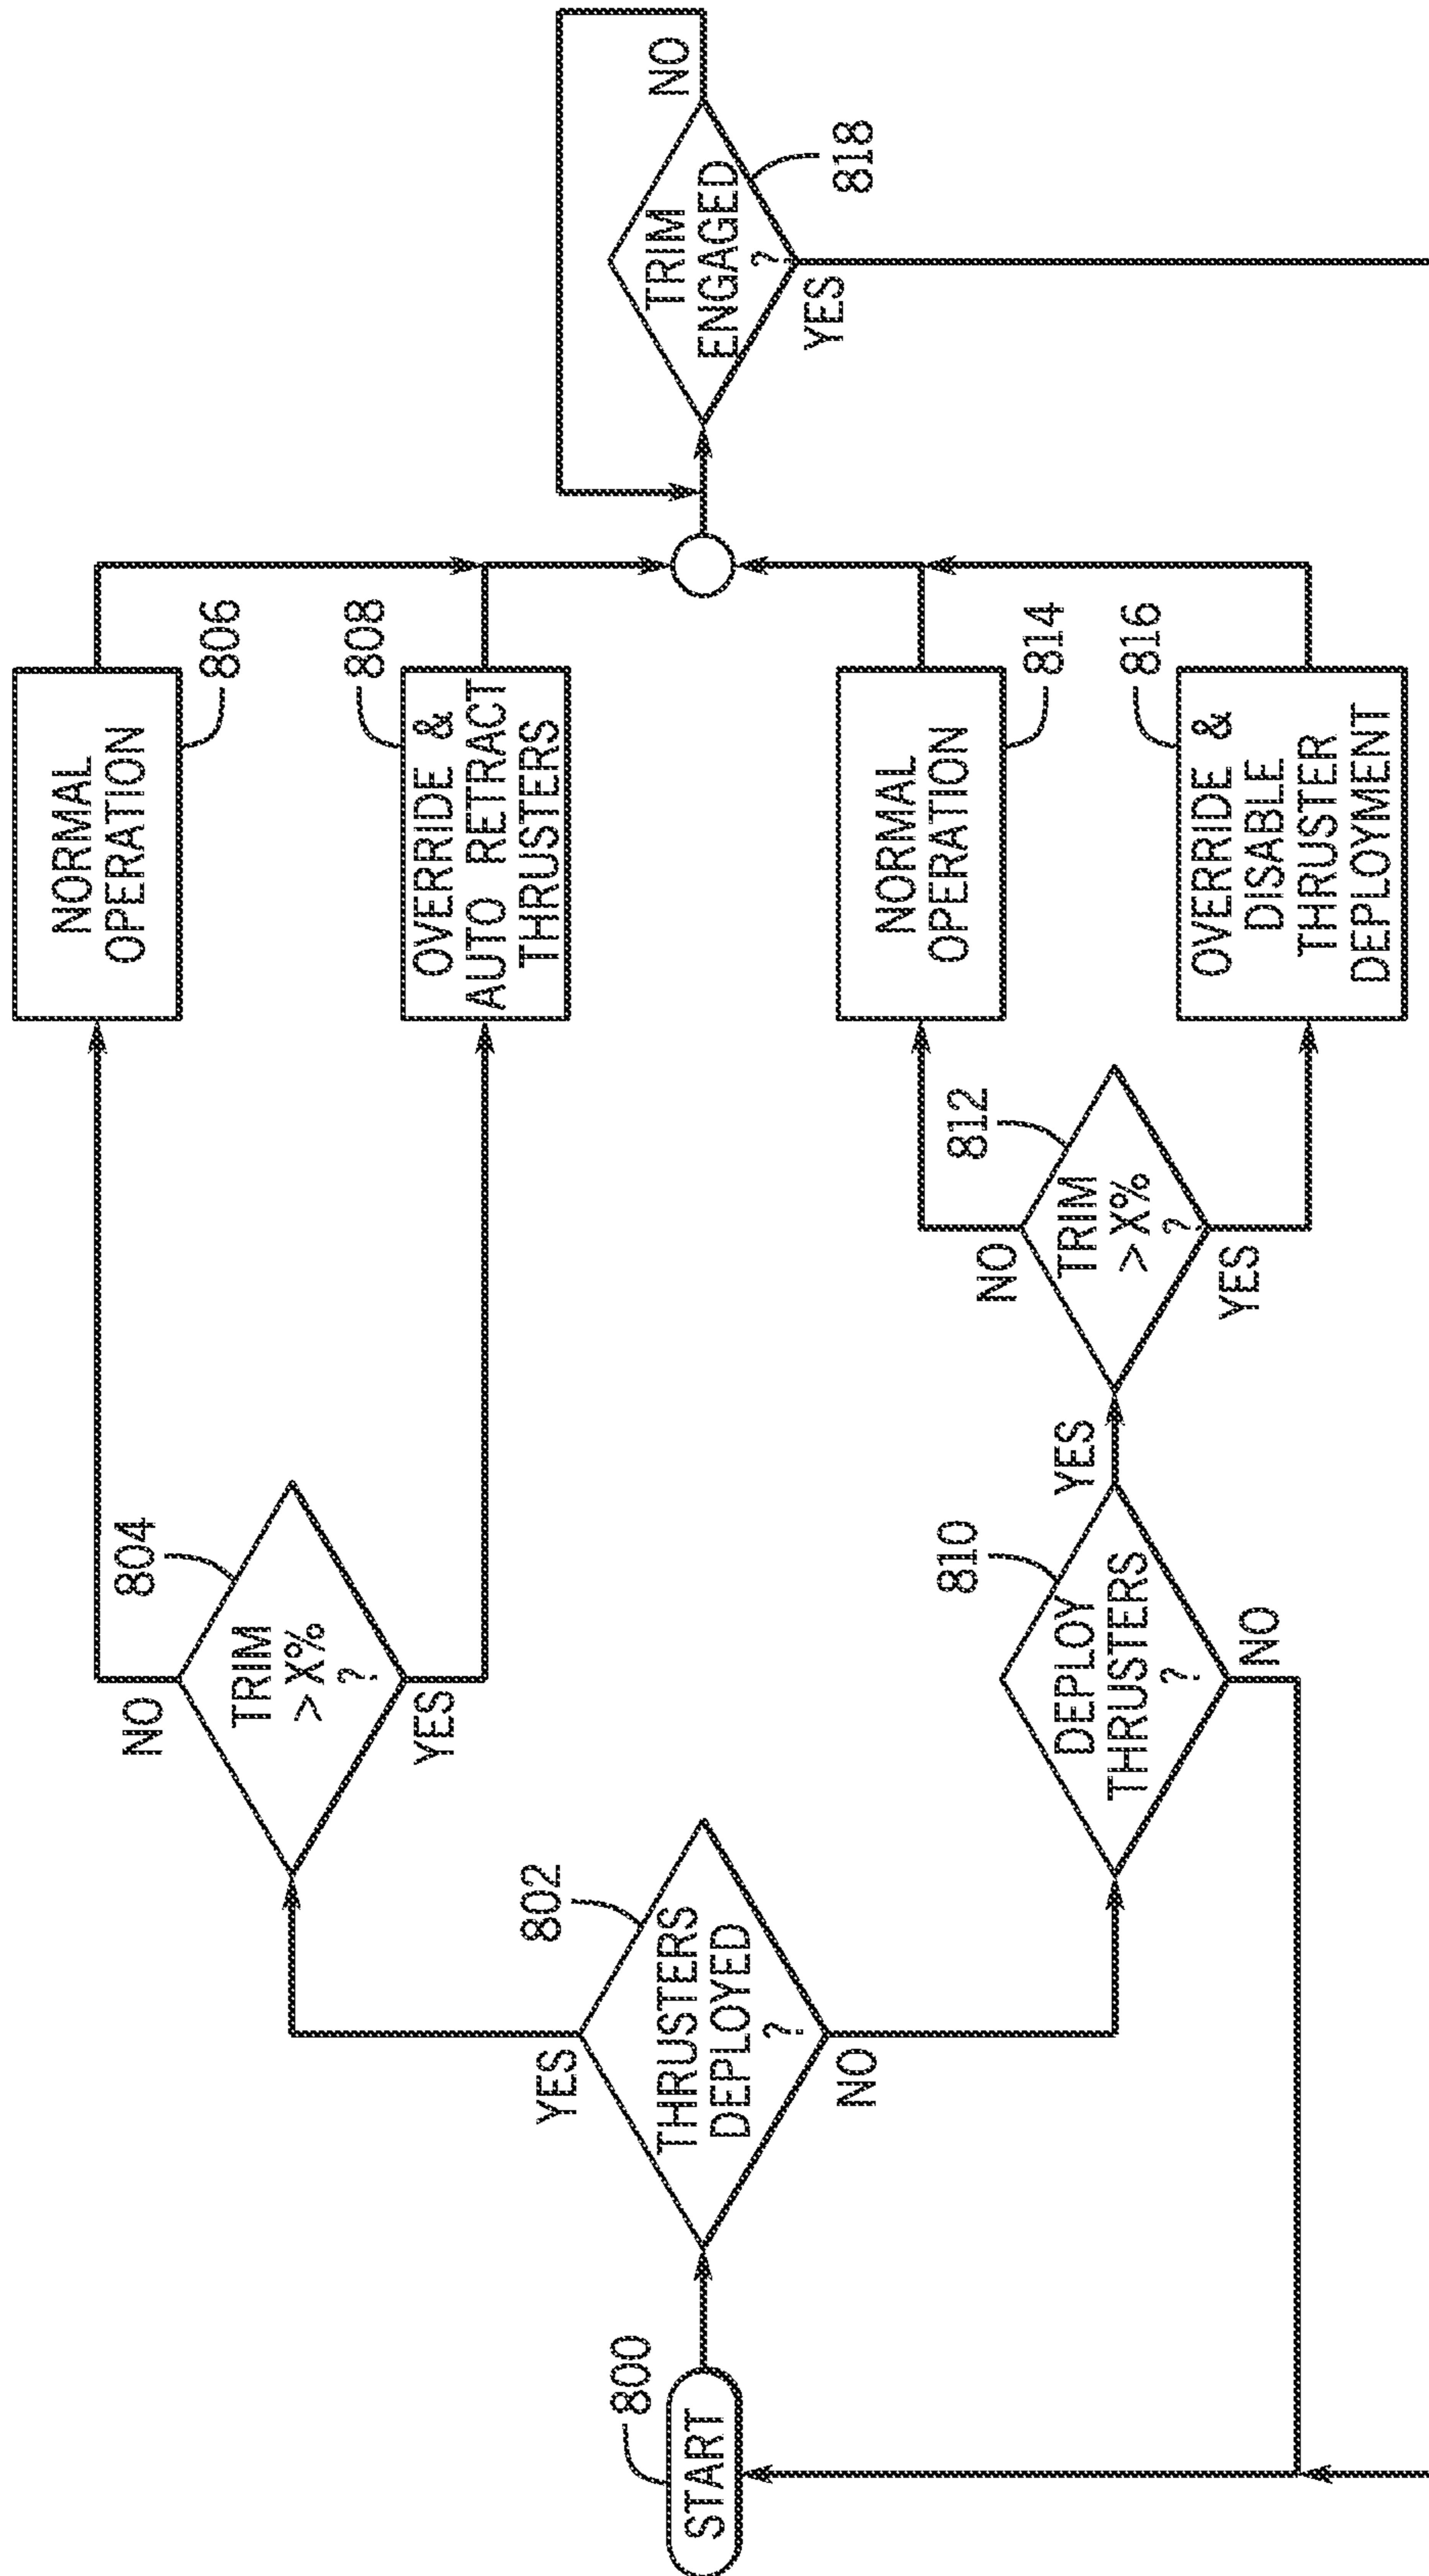 800
START
802
THRUSTERS
DEPLOYED
?
YES
NO
804
TRIM
>X%
?
NO
YES
806
NORMAL
OPERATION
808
OVERRIDE &
AUTO RETRACT
THRUSTERS
810
DEPLOY
THRUSTERS
?
YES
NO
812
TRIM
>X%
?
NO
YES
814
NORMAL
OPERATION
816
OVERRIDE &
DISABLE
THRUSTER
DEPLOYMENT
818
TRIM
ENGAGED
?
NO
YES